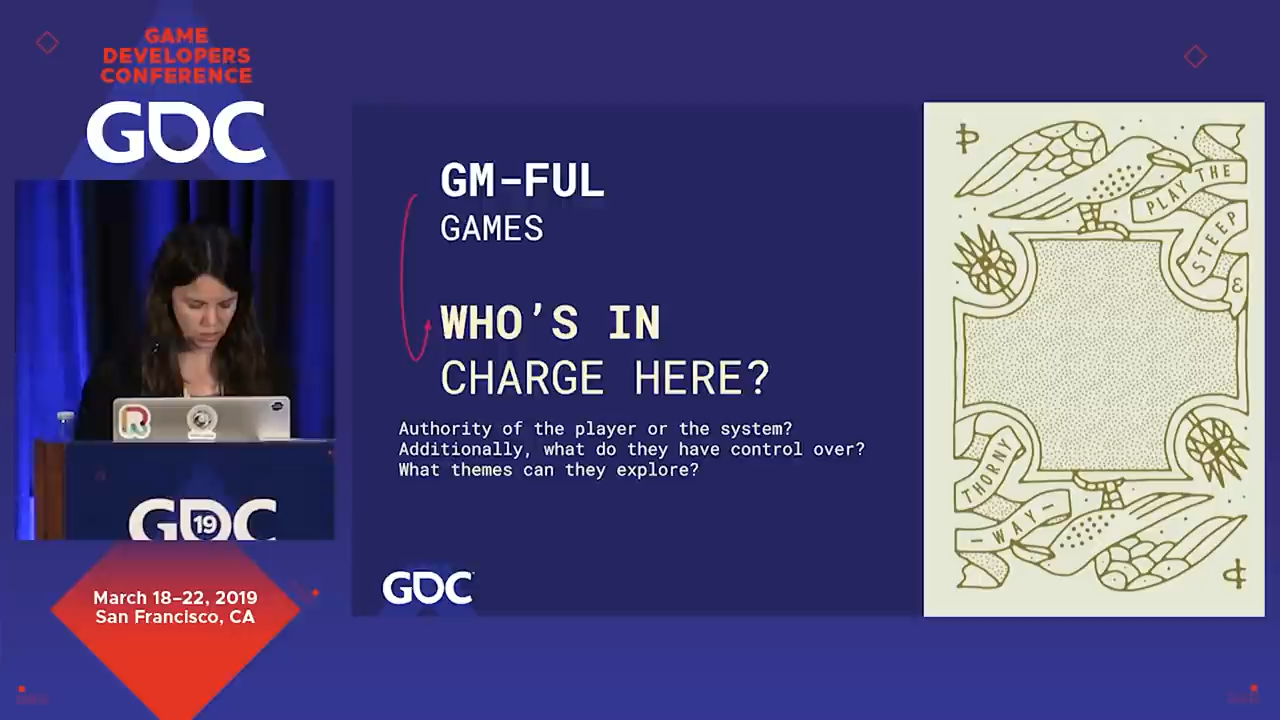 GAME
DEVELOPERS
CONFERENCE
GDC
GM-FUL
GAMES
WHO'S IN
CHARGE HERE?
Authority of the player or the system?
Additionally, what do they have control over?
What themes can they explore?
GDC
PLAY THE
STEEP
&
THORNY
-WAY-
GDC
19
March 18–22, 2019
San Francisco, CA